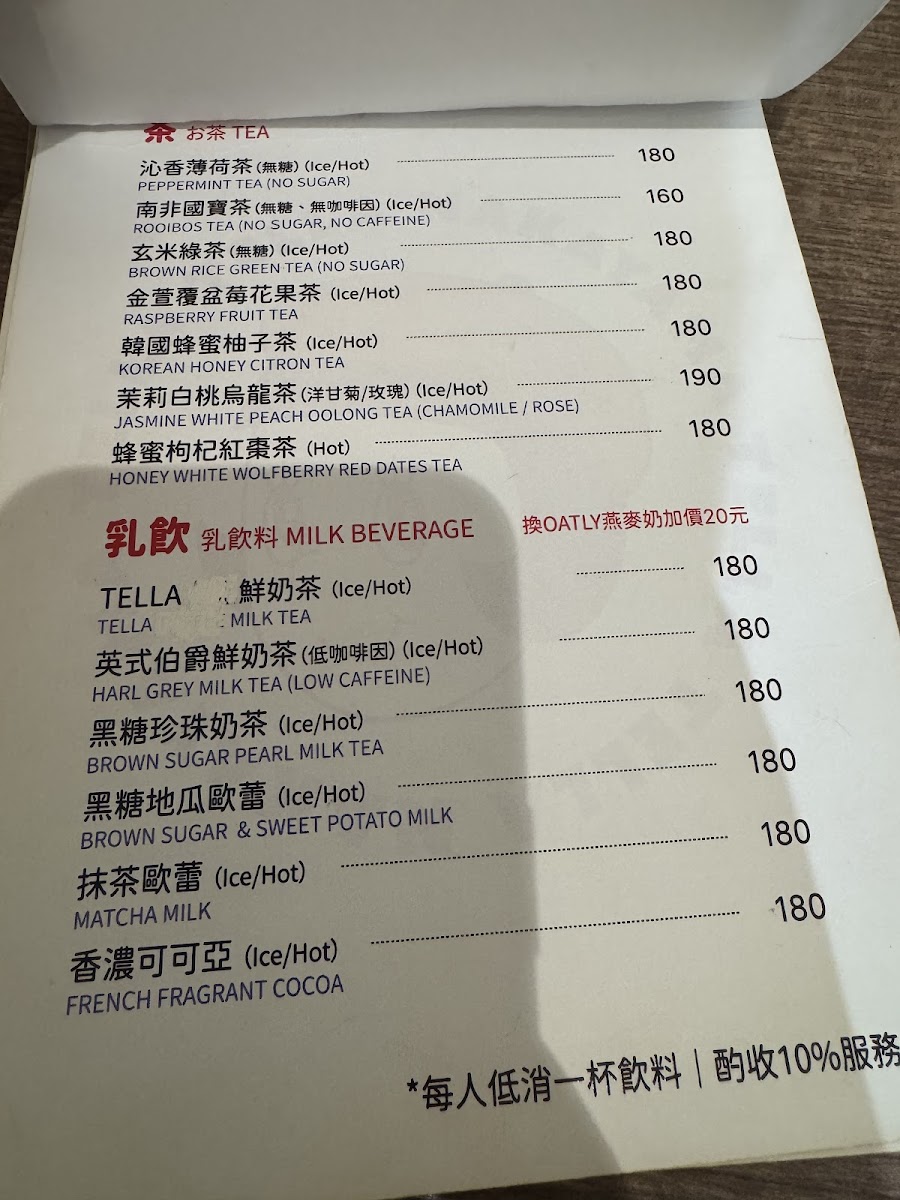 茶 お茶 TEA
沁香薄荷茶(無糖) (Ice/Hot) 180
PEPPERMINT TEA (NO SUGAR)
南非國寶茶(無糖、無咖啡因) (Ice/Hot) 160
ROOIBOS TEA (NO SUGAR, NO CAFFEINE)
玄米綠茶(無糖) (Ice/Hot) 180
BROWN RICE GREEN TEA (NO SUGAR)
金萱覆盆莓花果茶 (Ice/Hot) 180
RASPBERRY FRUIT TEA
韓國蜂蜜柚子茶 (Ice/Hot) 180
KOREAN HONEY CITRON TEA
茉莉白桃烏龍茶(洋甘菊/玫瑰) (Ice/Hot) 190
JASMINE WHITE PEACH OOLONG TEA (CHAMOMILE / ROSE)
蜂蜜枸杞紅棗茶 (Hot) 180
HONEY WHITE WOLFBERRY RED DATES TEA
乳飲 乳飲料 MILK BEVERAGE 換OATLY燕麥奶加價20元
TELLA 鮮奶茶 (Ice/Hot) 180
TELLA MILK TEA
英式伯爵鮮奶茶(低咖啡因) (Ice/Hot) 180
HARL GREY MILK TEA (LOW CAFFEINE)
黑糖珍珠奶茶 (Ice/Hot) 180
BROWN SUGAR PEARL MILK TEA
黑糖地瓜歐蕾 (Ice/Hot) 180
BROWN SUGAR & SWEET POTATO MILK
抹茶歐蕾 (Ice/Hot) 180
MATCHA MILK
香濃可可亞 (Ice/Hot) 180
FRENCH FRAGRANT COCOA
*每人低消一杯飲料｜酌收10%服務